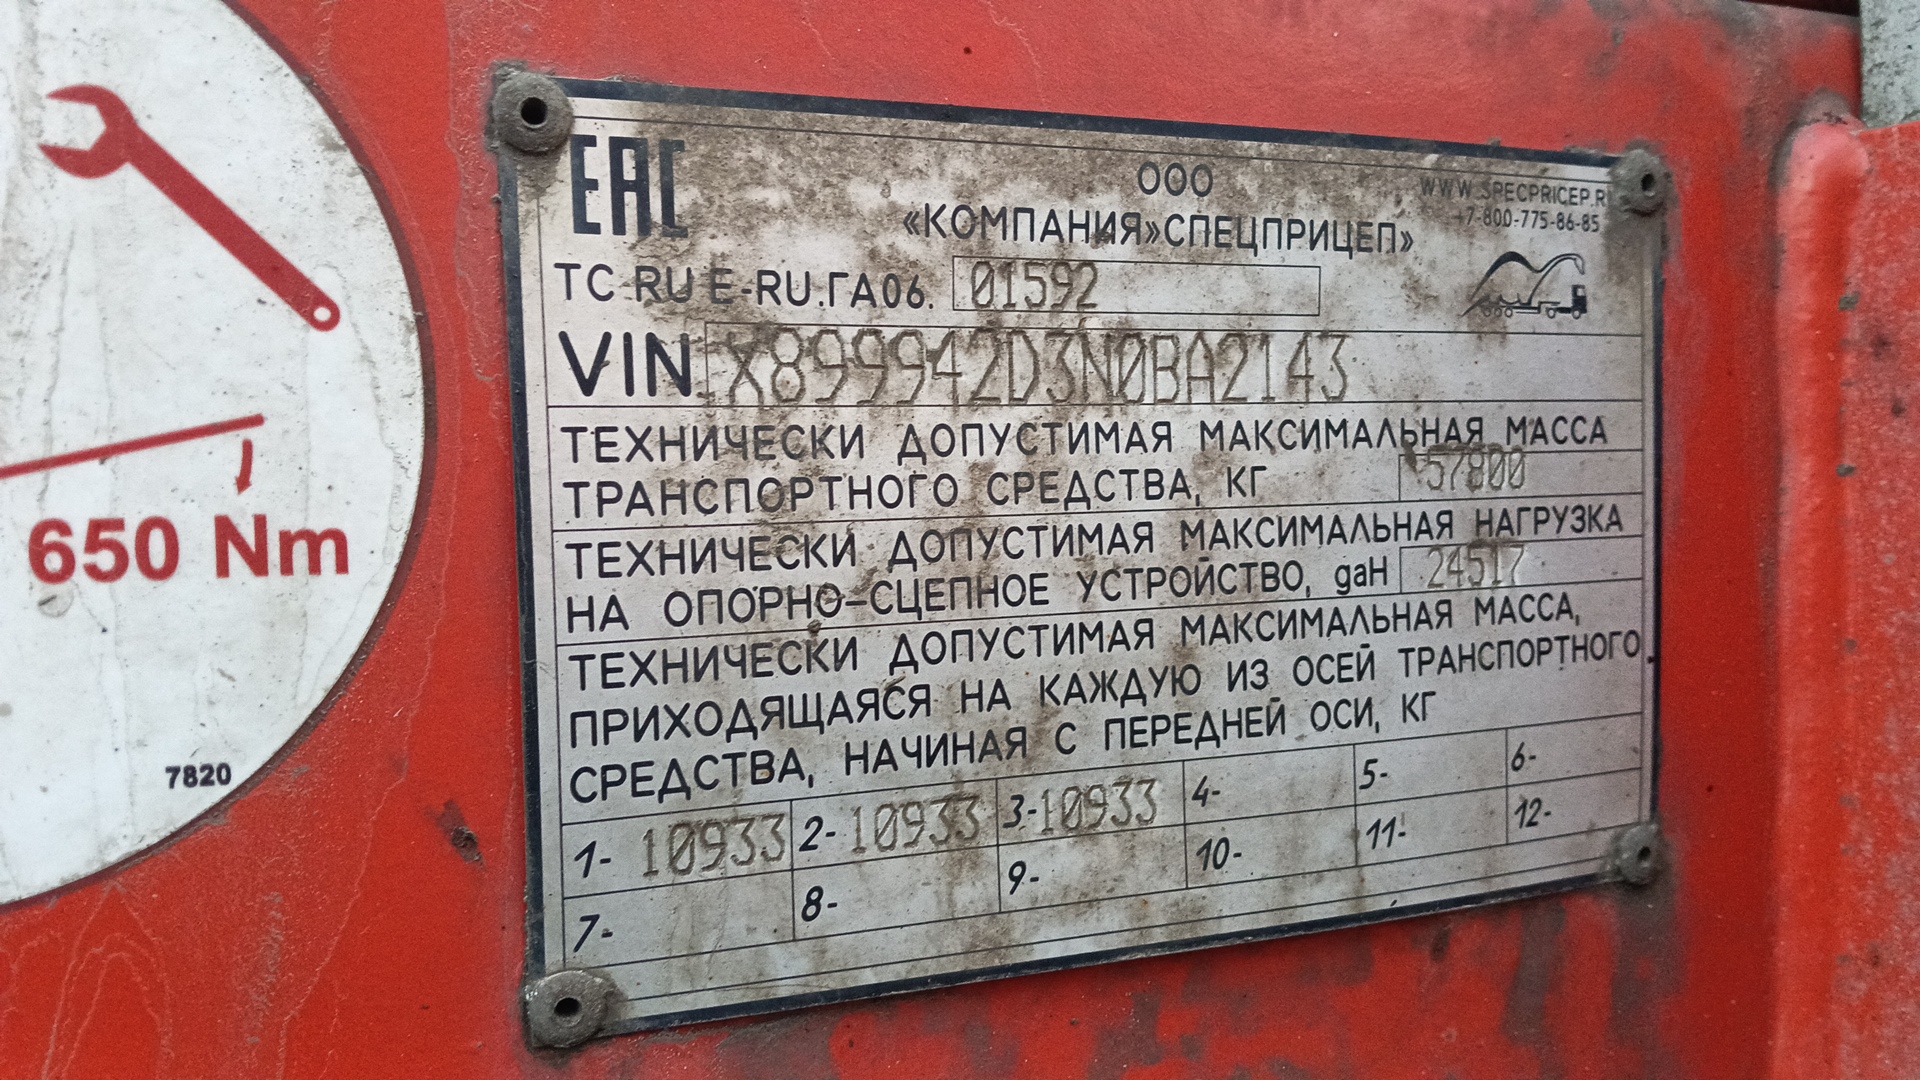 650 Nm
7820
EAC
ООО
«КОМПАНИЯ»СПЕЦПРИЦЕП»
WWW.SPECPRICEP.R
+7-800-775-86-85
ТС RU Е-RU.ГА06. 01592
VIN X899942D3N0BA2143
ТЕХНИЧЕСКИ ДОПУСТИМАЯ МАКСИМАЛЬНАЯ МАССА
ТРАНСПОРТНОГО СРЕДСТВА, КГ 57800
ТЕХНИЧЕСКИ ДОПУСТИМАЯ МАКСИМАЛЬНАЯ НАГРУЗКА
НА ОПОРНО-СЦЕПНОЕ УСТРОЙСТВО, gаН 24517
ТЕХНИЧЕСКИ ДОПУСТИМАЯ МАКСИМАЛЬНАЯ МАССА,
ПРИХОДЯЩАЯСЯ НА КАЖДУЮ ИЗ ОСЕЙ ТРАНСПОРТНОГО
СРЕДСТВА, НАЧИНАЯ С ПЕРЕДНЕЙ ОСИ, КГ
1- 10933 2- 10933 3- 10933 4- 5- 6-
7- 8- 9- 10- 11- 12-